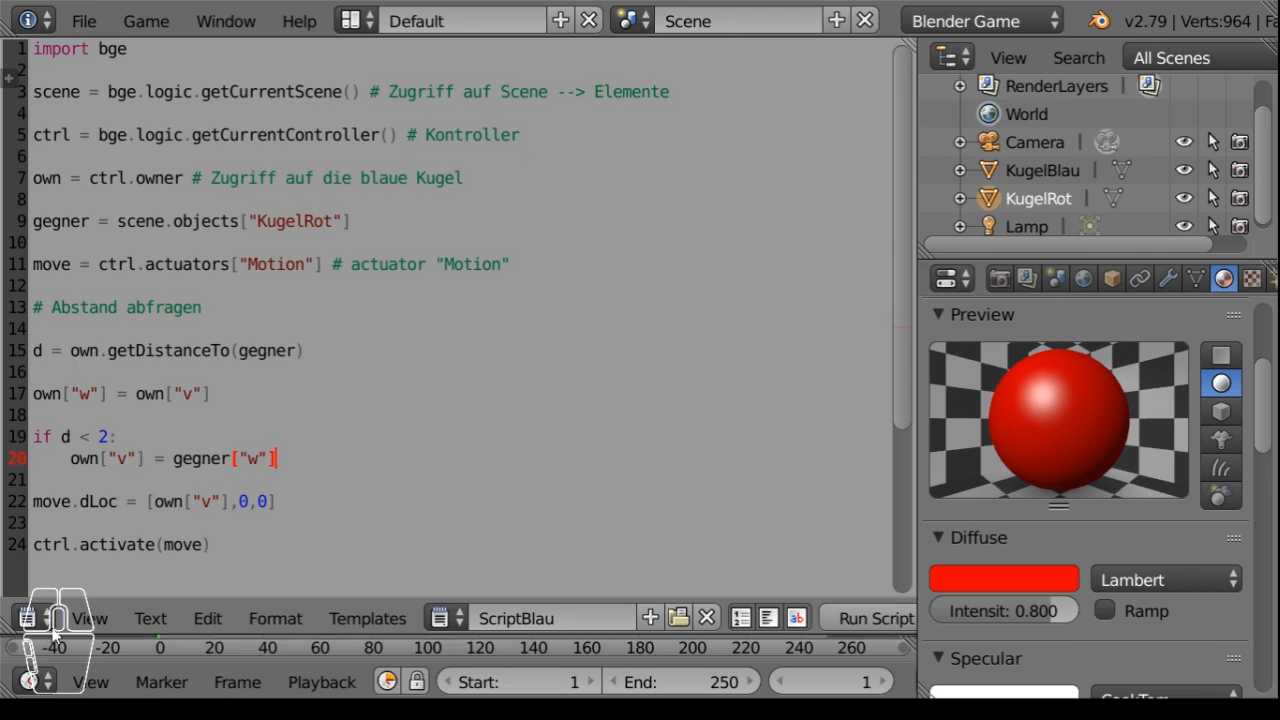 File Game Window Help Default Scene Blender Game v2.79 | Verts:964 | Fa
1 import bge
2
3 scene = bge.logic.getCurrentScene() # Zugriff auf Scene --> Elemente
4
5 ctrl = bge.logic.getCurrentController() # Kontroller
6
7 own = ctrl.owner # Zugriff auf die blaue Kugel
8
9 gegner = scene.objects["KugelRot"]
10
11 move = ctrl.actuators["Motion"] # actuator "Motion"
12
13 # Abstand abfragen
14
15 d = own.getDistanceTo(gegner)
16
17 own["w"] = own["v"]
18
19 if d < 2:
20 own["v"] = gegner["w"]
21
22 move.dLoc = [own["v"],0,0]
23
24 ctrl.activate(move)
View Text Edit Format Templates ScriptBlau Run Script
-40 -20 0 20 40 60 80 100 120 140 160 180 200 220 240 260
View Marker Frame Playback Start: 1 End: 250 1
View Search All Scenes
RenderLayers |
World
Camera |
KugelBlau |
KugelRot |
Lamp |
Preview
Diffuse
Lambert
Intensit: 0.800 Ramp
Specular